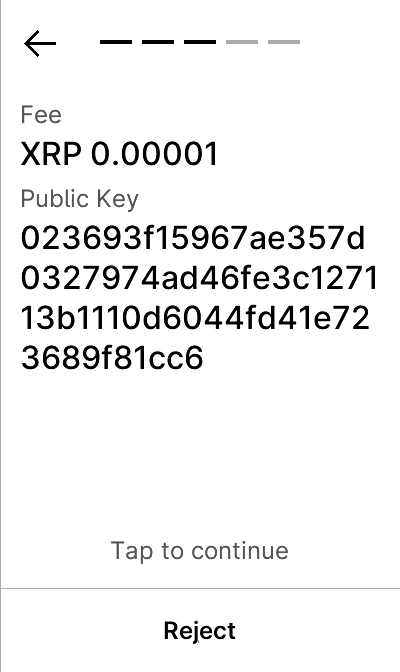 Fee
XRP 0.00001
Public Key
023693f15967ae357d
0327974ad46fe3c1271
13b1110d6044fd41e72
3689f81cc6
Tap to continue
Reject